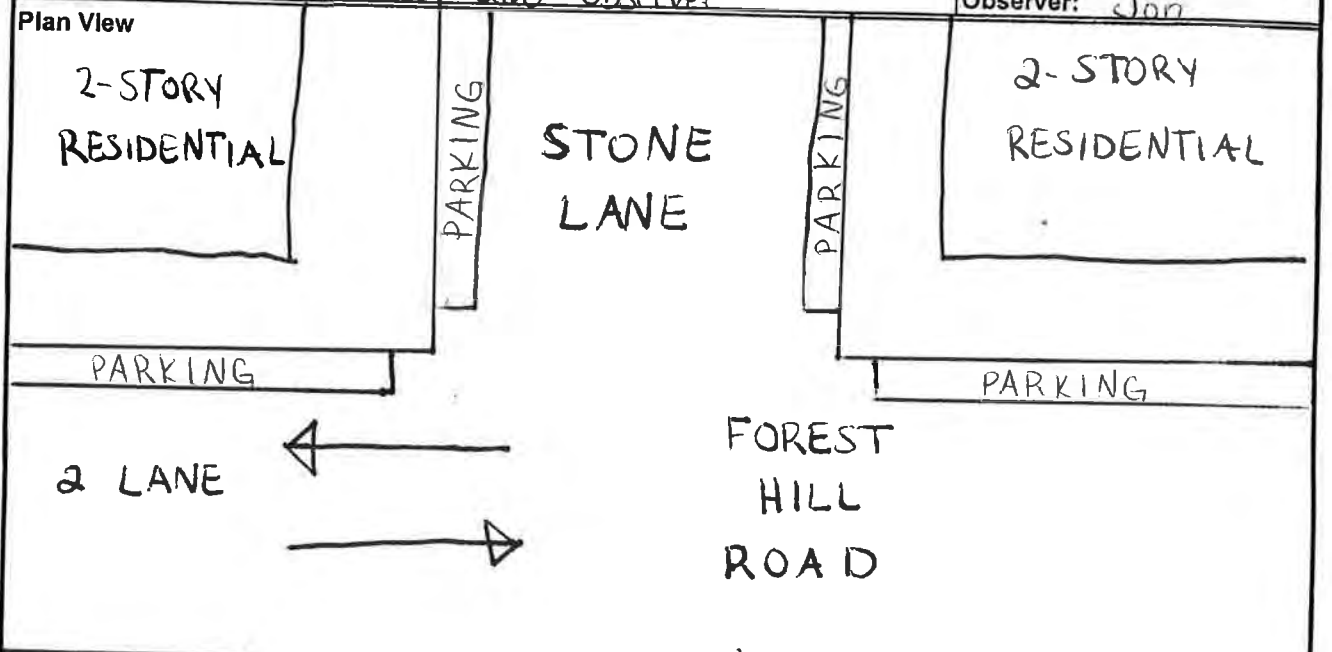 Observer: Jon
Plan View
2-STORY
RESIDENTIAL
PARKING
STONE
LANE
PARKING
2-STORY
RESIDENTIAL
PARKING
PARKING
2 LANE
FOREST
HILL
ROAD